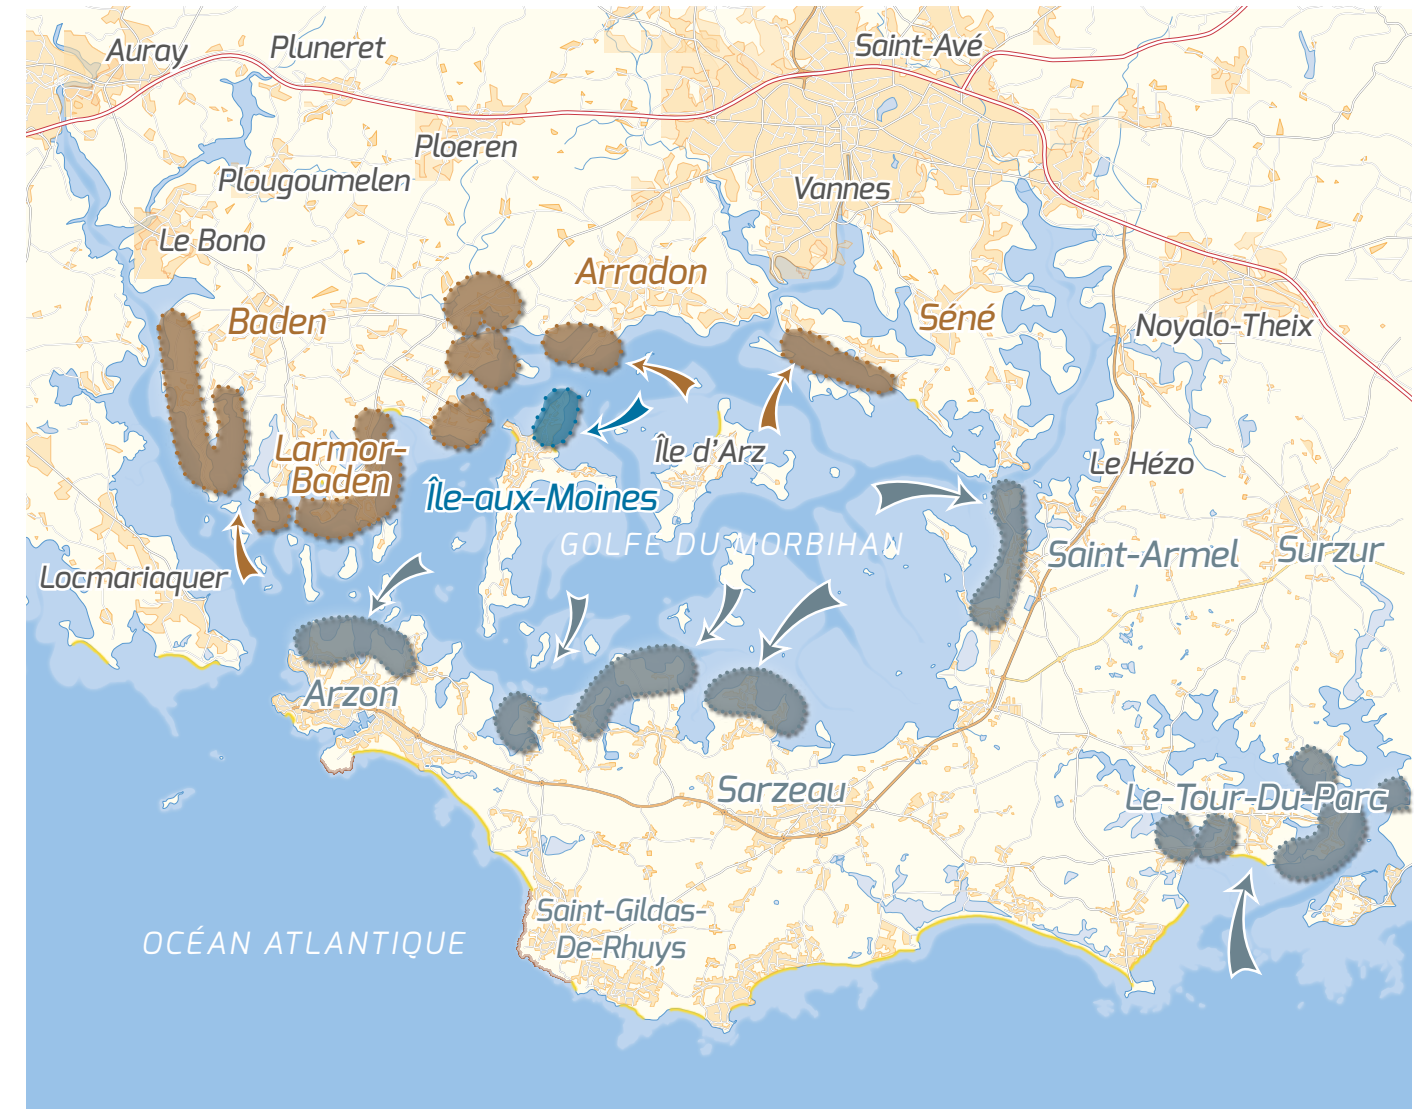 Auray
Pluneret
Saint-Avé
Ploeren
Plougoumelen
Vannes
Le Bono
Arradon
Baden
Séné
Noyalo-Theix
Larmor-
Baden
Île d'Arz
Le Hézo
Île-aux-Moines
GOLFE DU MORBIHAN
Saint-Armel
Surzur
Locmariaquer
Arzon
Sarzeau
Le-Tour-Du-Parc
Saint-Gildas-
De-Rhuys
OCÉAN ATLANTIQUE